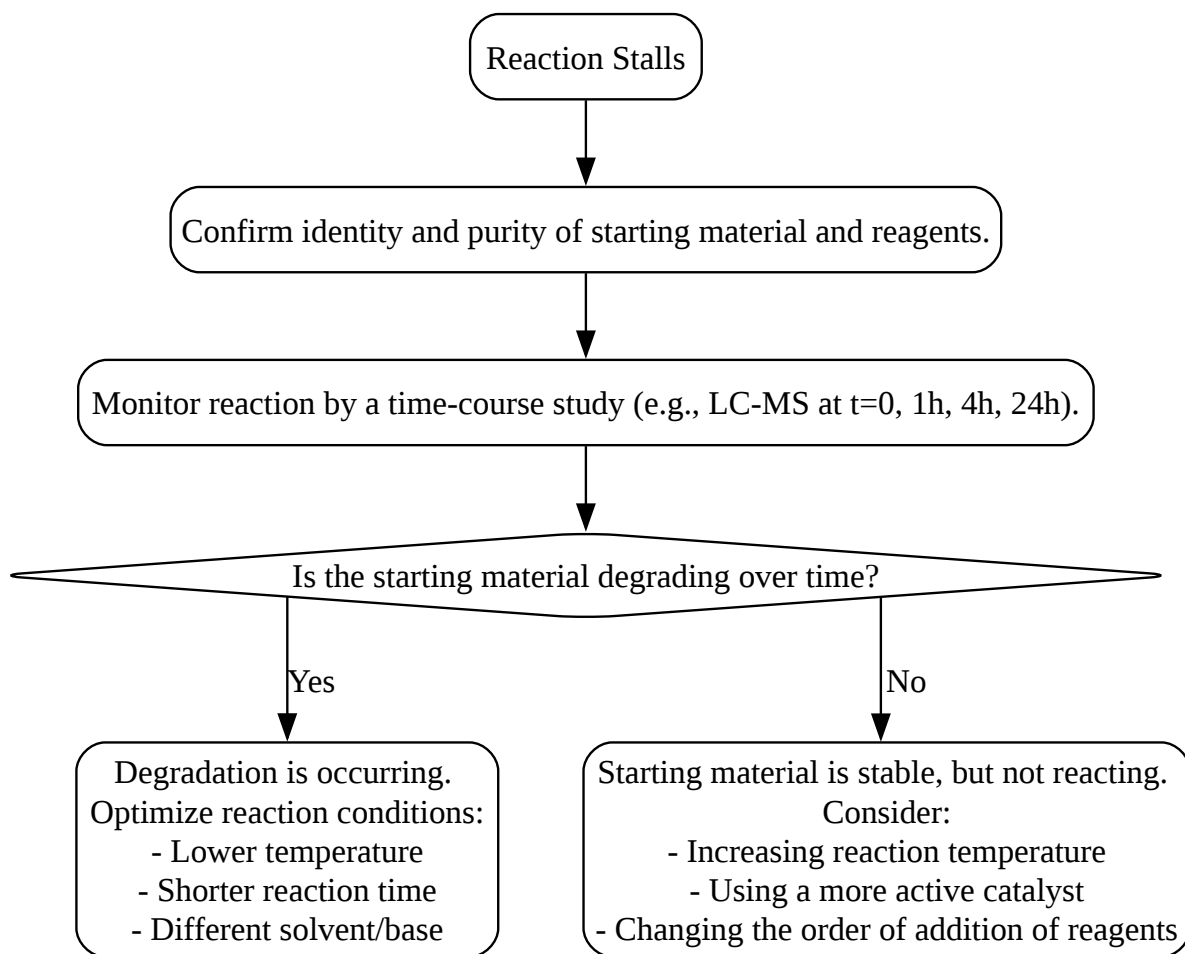 Reaction Stalls
Confirm identity and purity of starting material and reagents.
Monitor reaction by a time-course study (e.g., LC-MS at t=0, 1h, 4h, 24h).
Is the starting material degrading over time?
Yes
No
Degradation is occurring.
Optimize reaction conditions:
- Lower temperature
- Shorter reaction time
- Different solvent/base
Starting material is stable, but not reacting.
Consider:
- Increasing reaction temperature
- Using a more active catalyst
- Changing the order of addition of reagents